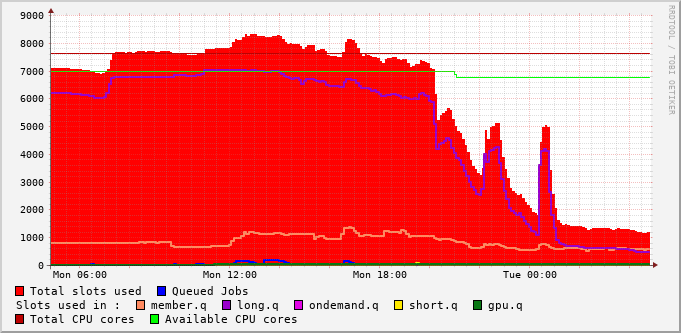 RRDTOOL / TOBI OETIKER
9000
8000
7000
6000
5000
4000
3000
2000
1000
0
Mon 06:00 Mon 12:00 Mon 18:00 Tue 00:00
Total slots used Queued Jobs
Slots used in : member.q long.q ondemand.q short.q gpu.q
Total CPU cores Available CPU cores